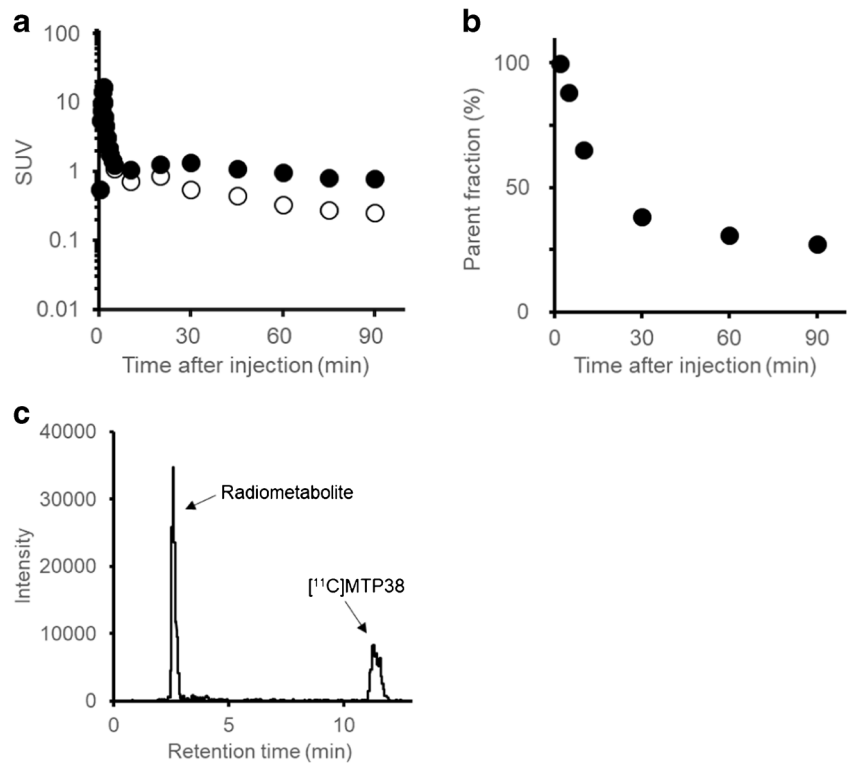 a
100
10
1
0.1
0.01
SUV
0
30
60
90
Time after injection (min)
b
100
50
0
Parent fraction (%)
0
30
60
90
Time after injection (min)
c
40000
30000
20000
10000
0
Intensity
Radiometabolite
[¹¹C]MTP38
0
5
10
Retention time (min)